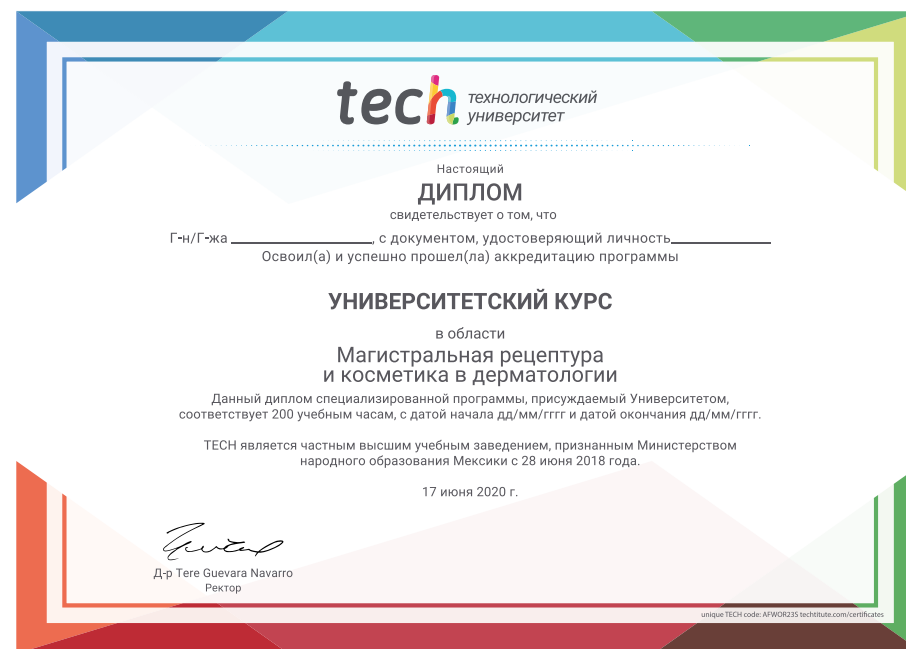 tech технологический
университет
Настоящий
ДИПЛОМ
свидетельствует о том, что
Г-н/Г-жа ____________________, с документом, удостоверяющий личность______________
Освоил(а) и успешно прошел(ла) аккредитацию программы
УНИВЕРСИТЕТСКИЙ КУРС
в области
Магистральная рецептура
и косметика в дерматологии
Данный диплом специализированной программы, присуждаемый Университетом,
соответствует 200 учебным часам, с датой начала дд/мм/гггг и датой окончания дд/мм/гггг.
TECH является частным высшим учебным заведением, признанным Министерством
народного образования Мексики с 28 июня 2018 года.
17 июня 2020 г.
Д-р Tere Guevara Navarro
Ректор
unique TECH code: AFWOR23S techtitute.com/certificates